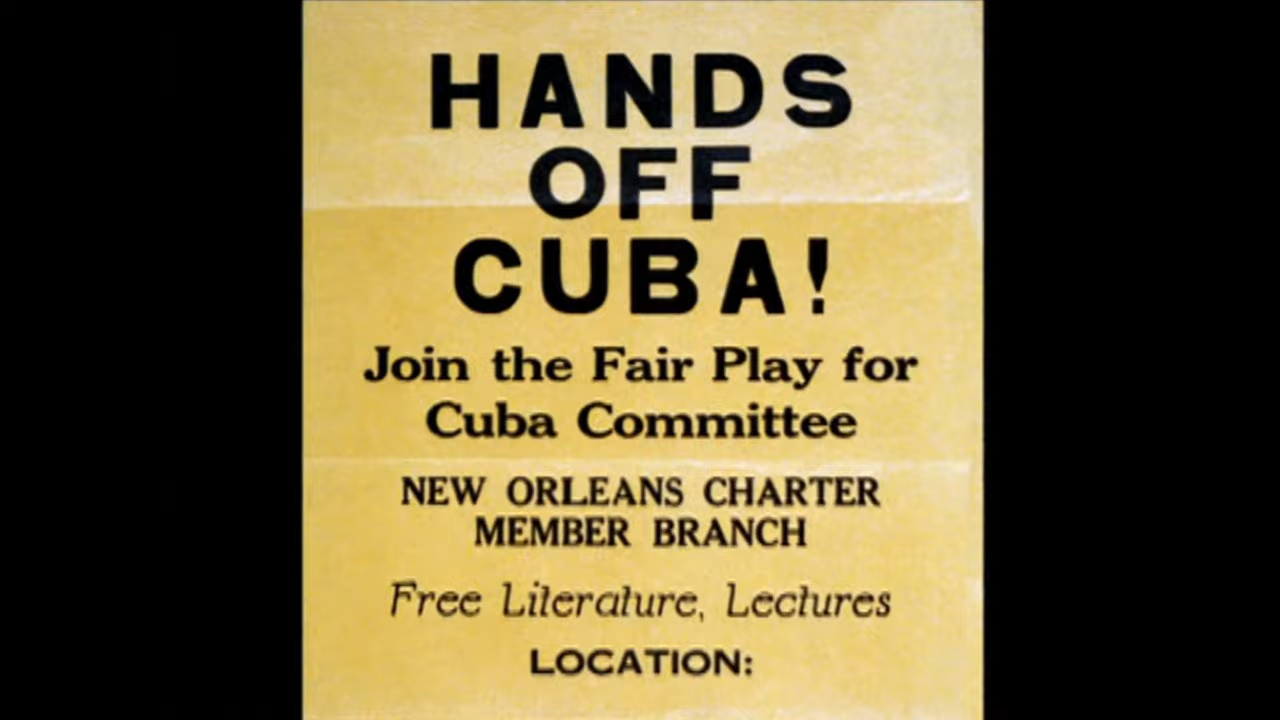 HANDS
OFF
CUBA!
Join the Fair Play for
Cuba Committee
NEW ORLEANS CHARTER
MEMBER BRANCH
Free Literature, Lectures
LOCATION: